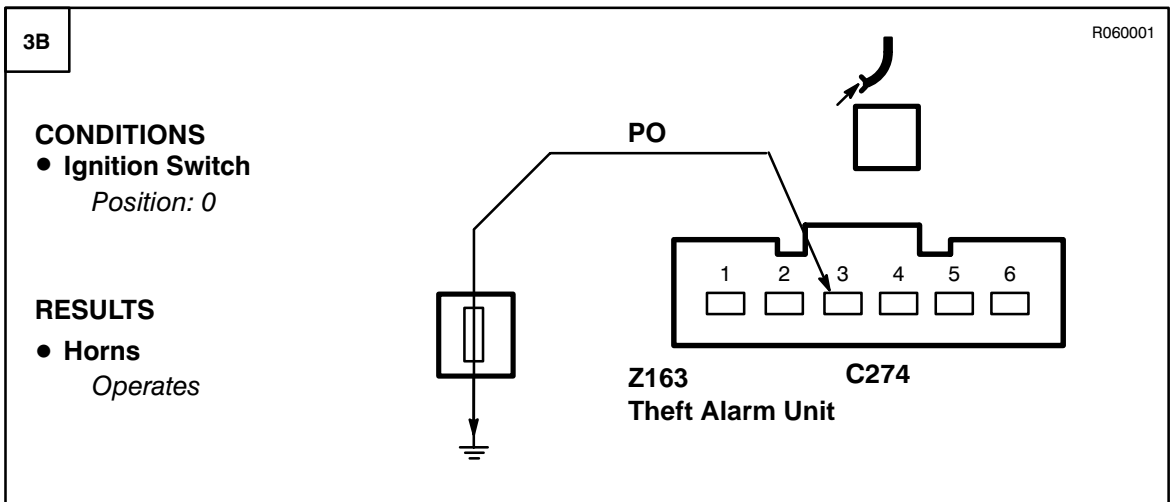 3B
R060001
CONDITIONS
● Ignition Switch
Position: 0
RESULTS
● Horns
Operates
PO
1 2 3 4 5 6
Z163
Theft Alarm Unit
C274